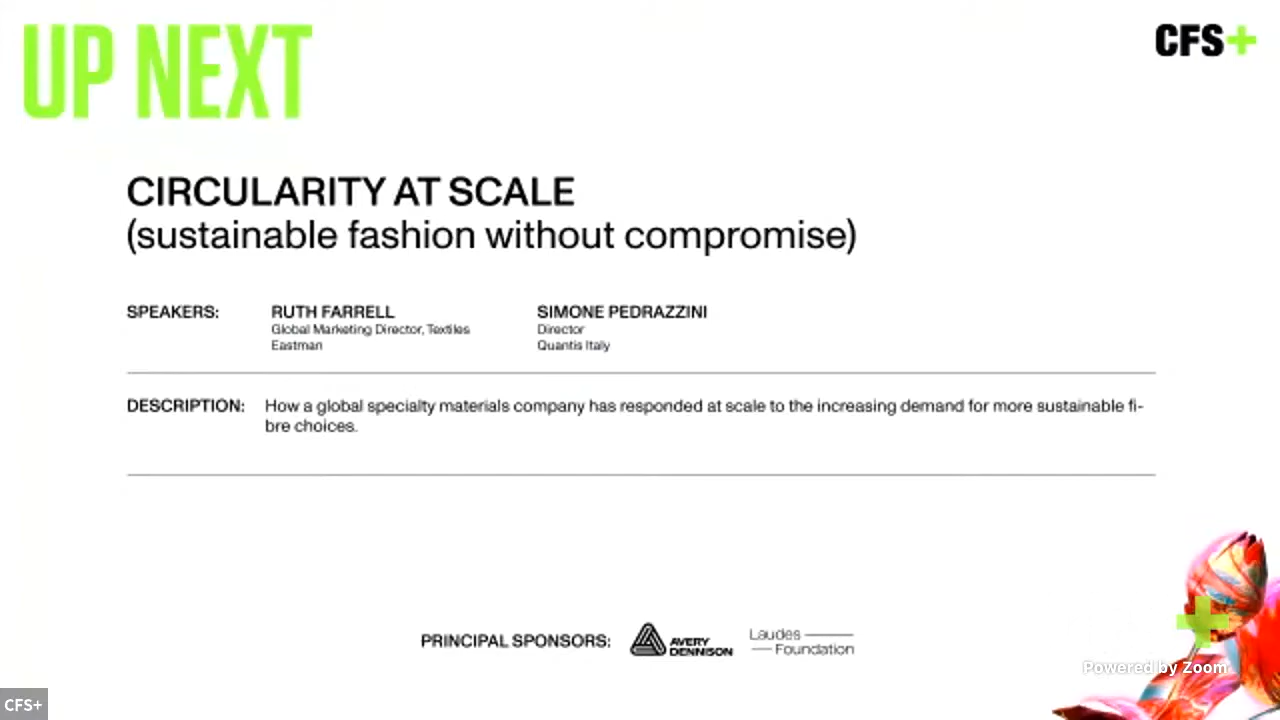 UP NEXT
CFS+
CIRCULARITY AT SCALE
(sustainable fashion without compromise)
SPEAKERS:
RUTH FARRELL
Global Marketing Director, Textiles
Eastman
SIMONE PEDRAZZINI
Director
Quantis Italy
DESCRIPTION:
How a global specialty materials company has responded at scale to the increasing demand for more sustainable fi-
bre choices.
PRINCIPAL SPONSORS:
AVERY
DENNISON
Laudes
Foundation
Powered by Zoom
CFS+